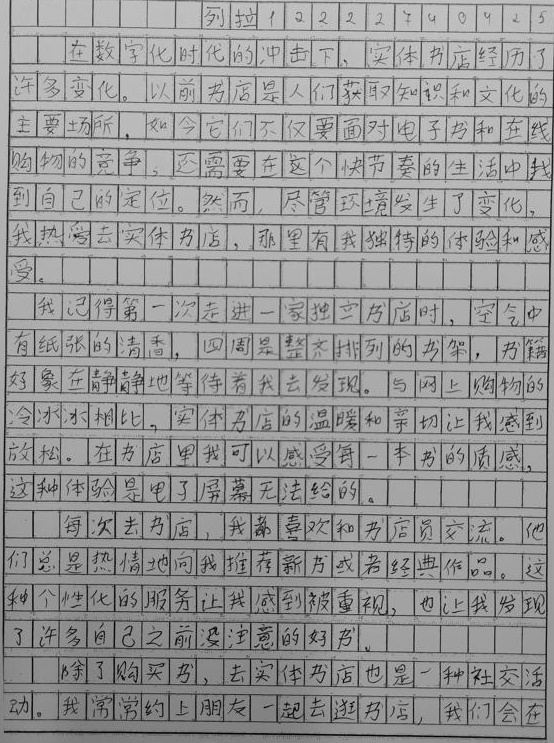 列拉1222740425
在数字化时代的冲击下，实体书店经历了
许多变化。以前书店是人们获取知识和文化的
主要场所，如今它们不仅要面对电子书和在线
购物的竞争，还需要在这个快节奏的生活中找
到自己的定位。然而，尽管环境发生了变化，
我热爱去实体书店，那里有我独特的体验和感
受。
我记得第一次走进一家独立书店时，空气中
有纸张的清香，四周是整齐排列的书架，书籍
好象在静静地等待着我去发现。与网上购物的
冷冰冰相比，实体书店的温暖和亲切让我感到
放松。在书店里我可以感受每一本书的质感，
这种体验是电子屏幕无法给的。
每次去书店，我都喜欢和书店员交流。他
们总是热情地向我推荐新书或者经典作品。这
种个性化的服务让我感到被重视，也让我发现
了许多自己之前没注意的好书。
除了购买书，去实体书店也是一种社交活
动。我常常约上朋友一起去逛书店，我们会在